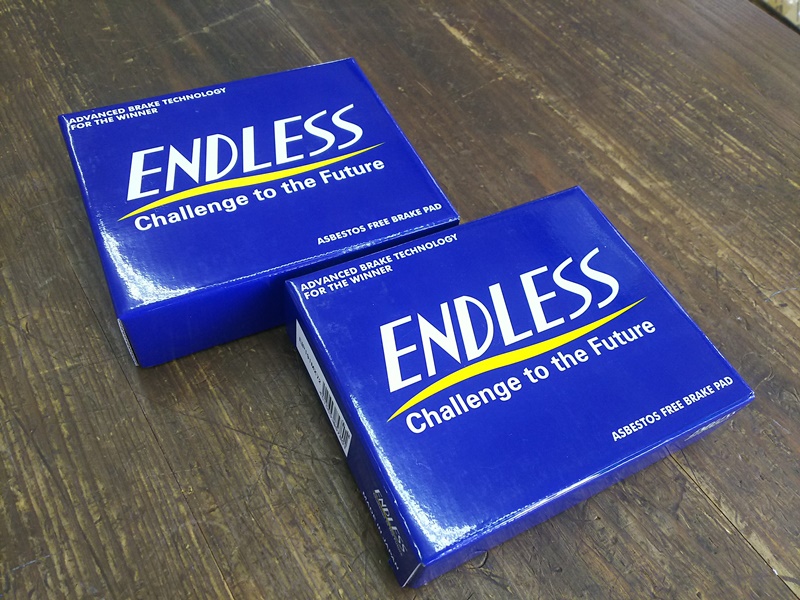 ADVANCED BRAKE TECHNOLOGY
FOR THE WINNER
ENDLESS
Challenge to the Future
ASBESTOS FREE BRAKE PAD
ADVANCED BRAKE TECHNOLOGY
FOR THE WINNER
ENDLESS
Challenge to the Future
ASBESTOS FREE BRAKE PAD
ENDLESS